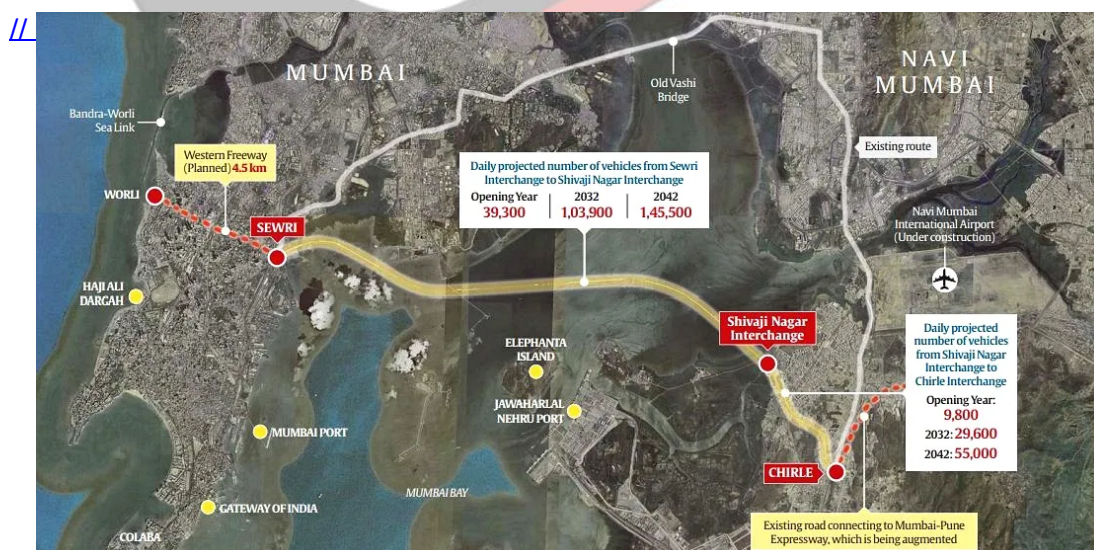 //
MUMBAI
NAVI
MUMBAI
Old Vashi
Bridge
Bandra-Worli
Sea Link
Existing route
Western Freeway
(Planned) 4.5 km
Daily projected number of vehicles from Sewri
Interchange to Shivaji Nagar Interchange
Opening Year 2032 2042
39,300 1,03,900 1,45,500
WORLI
SEWRI
Navi Mumbai
International Airport
(Under construction)
HAJI ALI
DARGAH
Shivaji Nagar
Interchange
Daily projected
number of vehicles
from Shivaji Nagar
Interchange to
Chirle Interchange
Opening Year:
9,800
2032: 29,600
2042: 55,000
ELEPHANTA
ISLAND
JAWAHARLAL
NEHRU PORT
MUMBAI PORT
CHIRLE
MUMBAI BAY
GATEWAY OF INDIA
COLABA
Existing road connecting to Mumbai-Pune
Expressway, which is being augmented